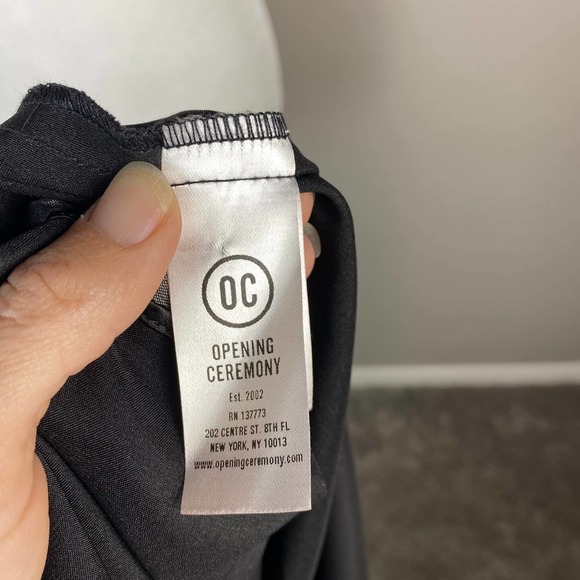 OC
OPENING
CEREMONY
Est. 2002
RN 137773
202 CENTRE ST. 8TH FL
NEW YORK, NY 10013
www.openingceremony.com